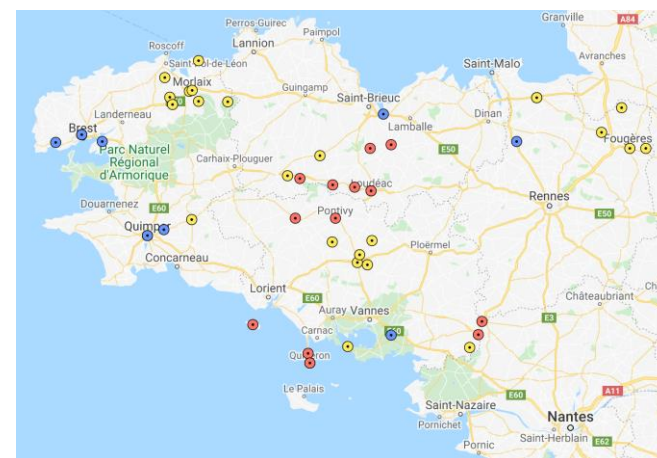 Granville
A84
Perros-Guirec
Paimpol
Roscoff
Lannion
Avranches
Saint-Malo
Saint-Pol-de-Léon
Morlaix
Guingamp
Saint-Brieuc
Landerneau
Dinan
Lamballe
Brest
Fougères
Parc Naturel
Régional
d'Armorique
E50
Carhaix-Plouguer
Loudéac
Rennes
Douarnenez
E60
Pontivy
E50
Quimper
Ploërmel
Concarneau
Châteaubriant
Lorient
E60
Auray
Vannes
E3
Carnac
E60
Quiberon
Le Palais
A11
E60
Saint-Nazaire
Nantes
Pornichet
Saint-Herblain
E62
Pornic